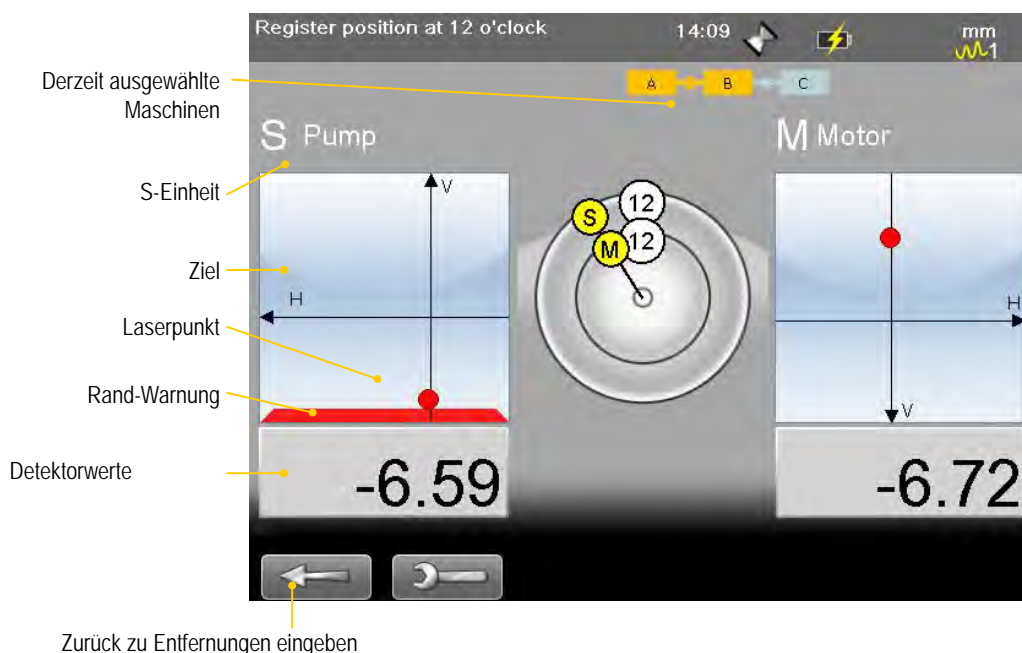 Register position at 12 o'clock 14:09 mm
1
Derzeit ausgewählte
Maschinen
A B C
S Pump M Motor
S-Einheit
V
S 12
M 12
Ziel
H H
Laserpunkt
Rand-Warnung
V
Detektorwerte
-6.59 -6.72
Zurück zu Entfernungen eingeben